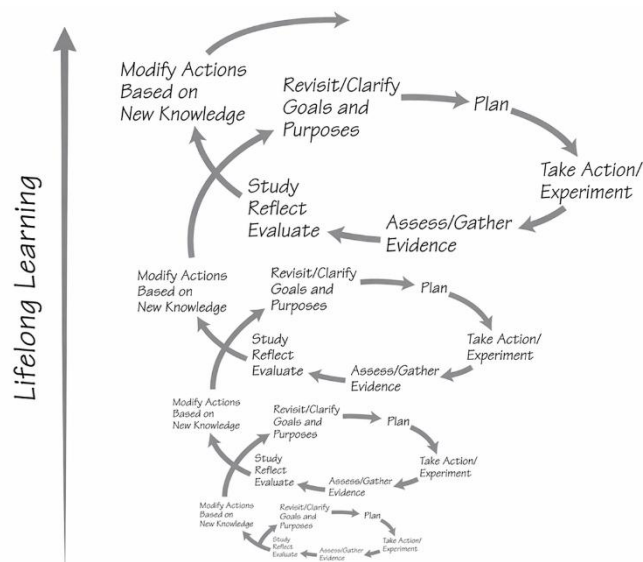 Lifelong Learning
Modify Actions
Based on
New Knowledge
Revisit/Clarify
Goals and
Purposes
Plan
Take Action/
Experiment
Assess/Gather
Evidence
Study
Reflect
Evaluate
Modify Actions
Based on
New Knowledge
Revisit/Clarify
Goals and
Purposes
Plan
Take Action/
Experiment
Assess/Gather
Evidence
Study
Reflect
Evaluate
Modify Actions
Based on
New Knowledge
Revisit/Clarify
Goals and
Purposes
Plan
Take Action/
Experiment
Assess/Gather
Evidence
Study
Reflect
Evaluate
Modify Actions
Based on
New Knowledge
Revisit/Clarify
Goals and
Purposes
Plan
Take Action/
Experiment
Assess/Gather
Evidence
Study
Reflect
Evaluate